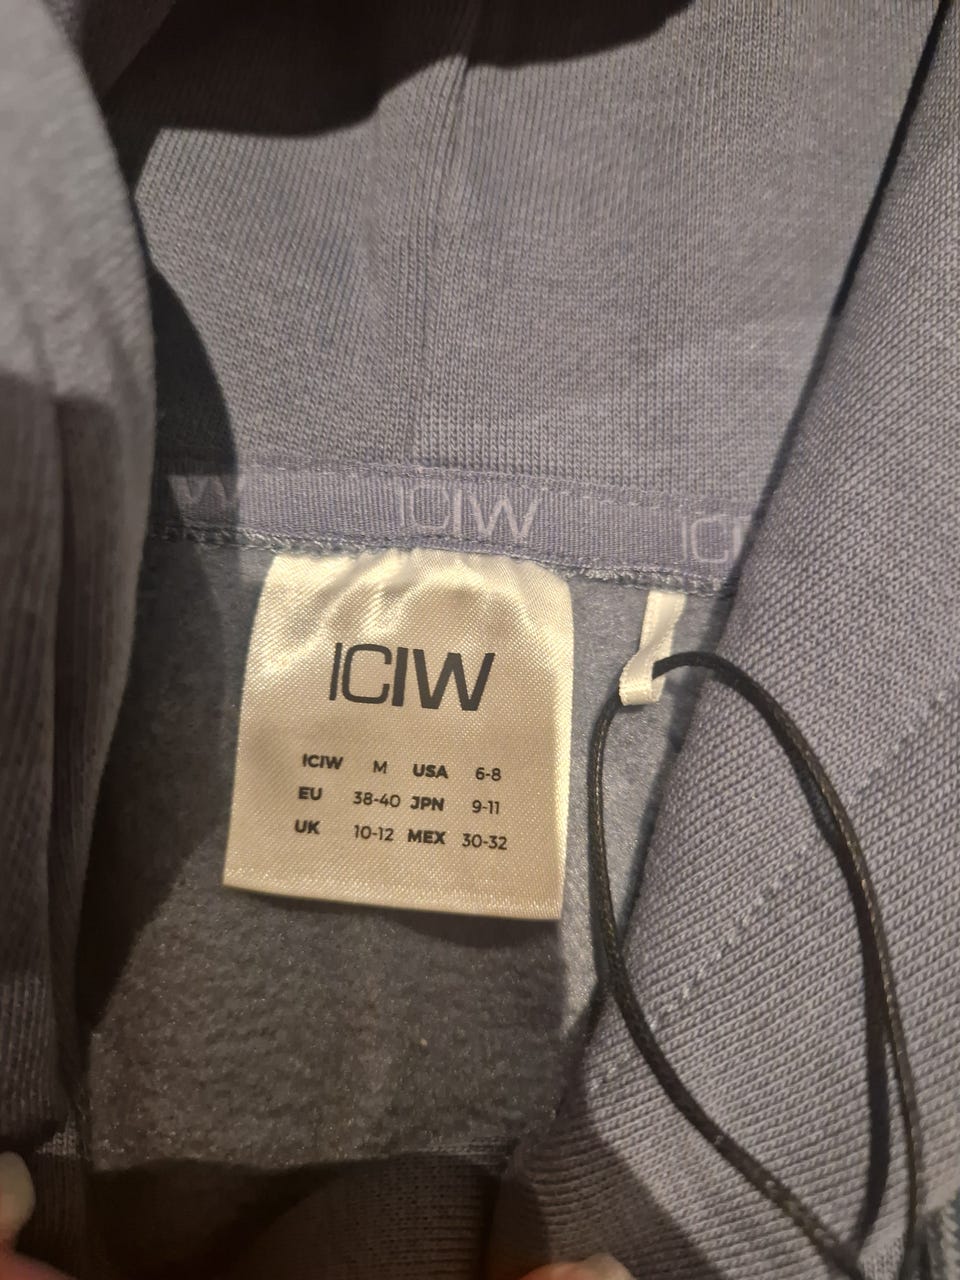 ICIW
ICIW
ICIW M USA 6-8
EU 38-40 JPN 9-11
UK 10-12 MEX 30-32